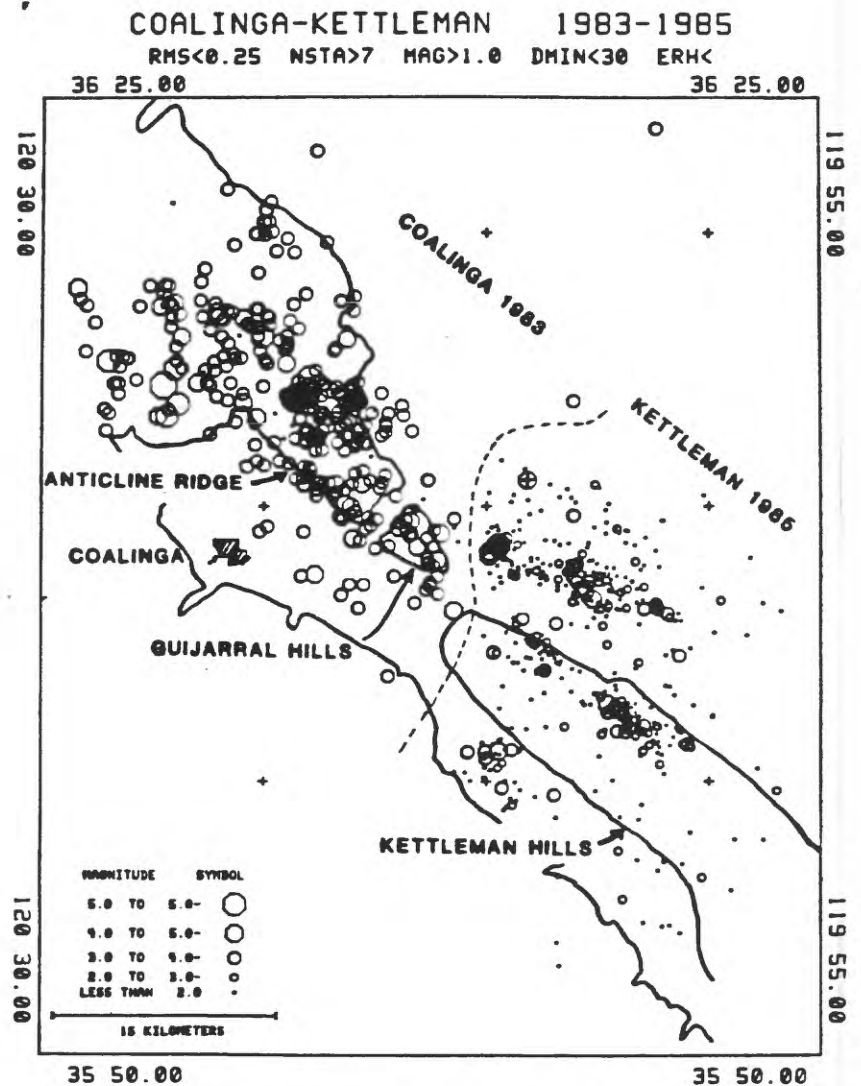 COALINGA-KETTLEMAN 1983-1985
RMS<0.25 NSTA>7 MAG>1.0 DMIN<30 ERH<
36 25.00 36 25.00
120 30.00
119 55.00
COALINGA 1983
KETTLEMAN 1985
ANTICLINE RIDGE
COALINGA
GUIJARRAL HILLS
KETTLEMAN HILLS
MAGNITUDE SYMBOL
5.0 TO 6.0-
4.0 TO 5.0-
3.0 TO 4.0-
2.0 TO 3.0-
LESS THAN 2.0
15 KILOMETERS
120 30.00
119 55.00
35 50.00 35 50.00